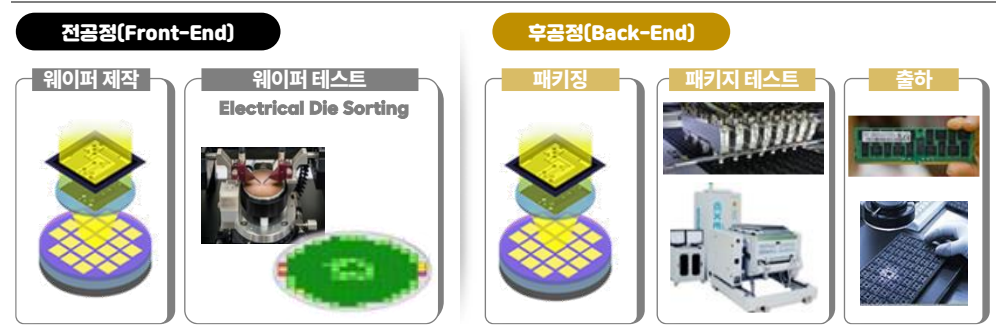 전공정(Front-End)
후공정(Back-End)
웨이퍼 제작
웨이퍼 테스트
Electrical Die Sorting
패키징
패키지 테스트
출하